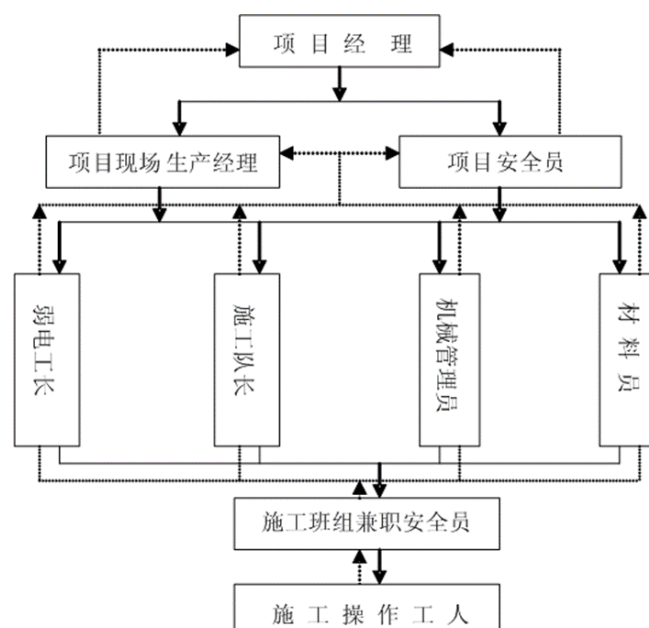 项目经理
项目现场生产经理
项目安全员
弱电工长
施工队长
机械管理员
材料员
施工班组兼职安全员
施工操作工人